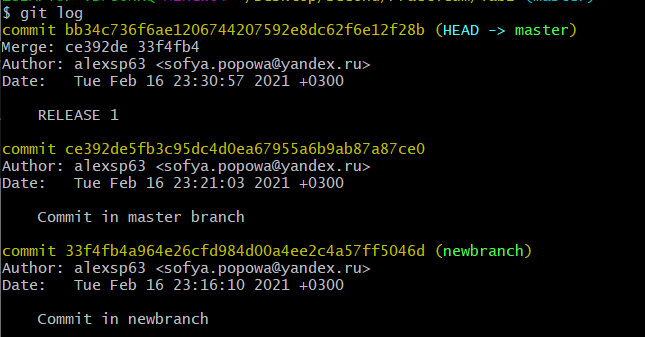 $ git log
commit bb34c736f6ae1206744207592e8dc62f6e12f28b (HEAD -> master)
Merge: ce392de 33f4fb4
Author: alexsp63 <sofya.popowa@yandex.ru>
Date:   Tue Feb 16 23:30:57 2021 +0300
RELEASE 1
commit ce392de5fb3c95dc4d0ea67955a6b9ab87a87ce0
Author: alexsp63 <sofya.popowa@yandex.ru>
Date:   Tue Feb 16 23:21:03 2021 +0300
Commit in master branch
commit 33f4fb4a964e26cfd984d00a4ee2c4a57ff5046d (newbranch)
Author: alexsp63 <sofya.popowa@yandex.ru>
Date:   Tue Feb 16 23:16:10 2021 +0300
Commit in newbranch